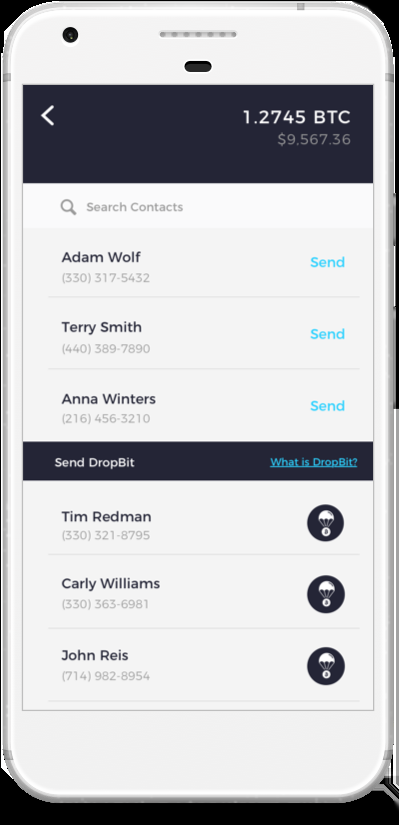 1.2745 BTC
$9,567.36
Search Contacts
Adam Wolf
(330) 317-5432
Send
Terry Smith
(440) 389-7890
Send
Anna Winters
(216) 456-3210
Send
Send DropBit What is DropBit?
Tim Redman
(330) 321-8795
Carly Williams
(330) 363-6981
John Reis
(714) 982-8954